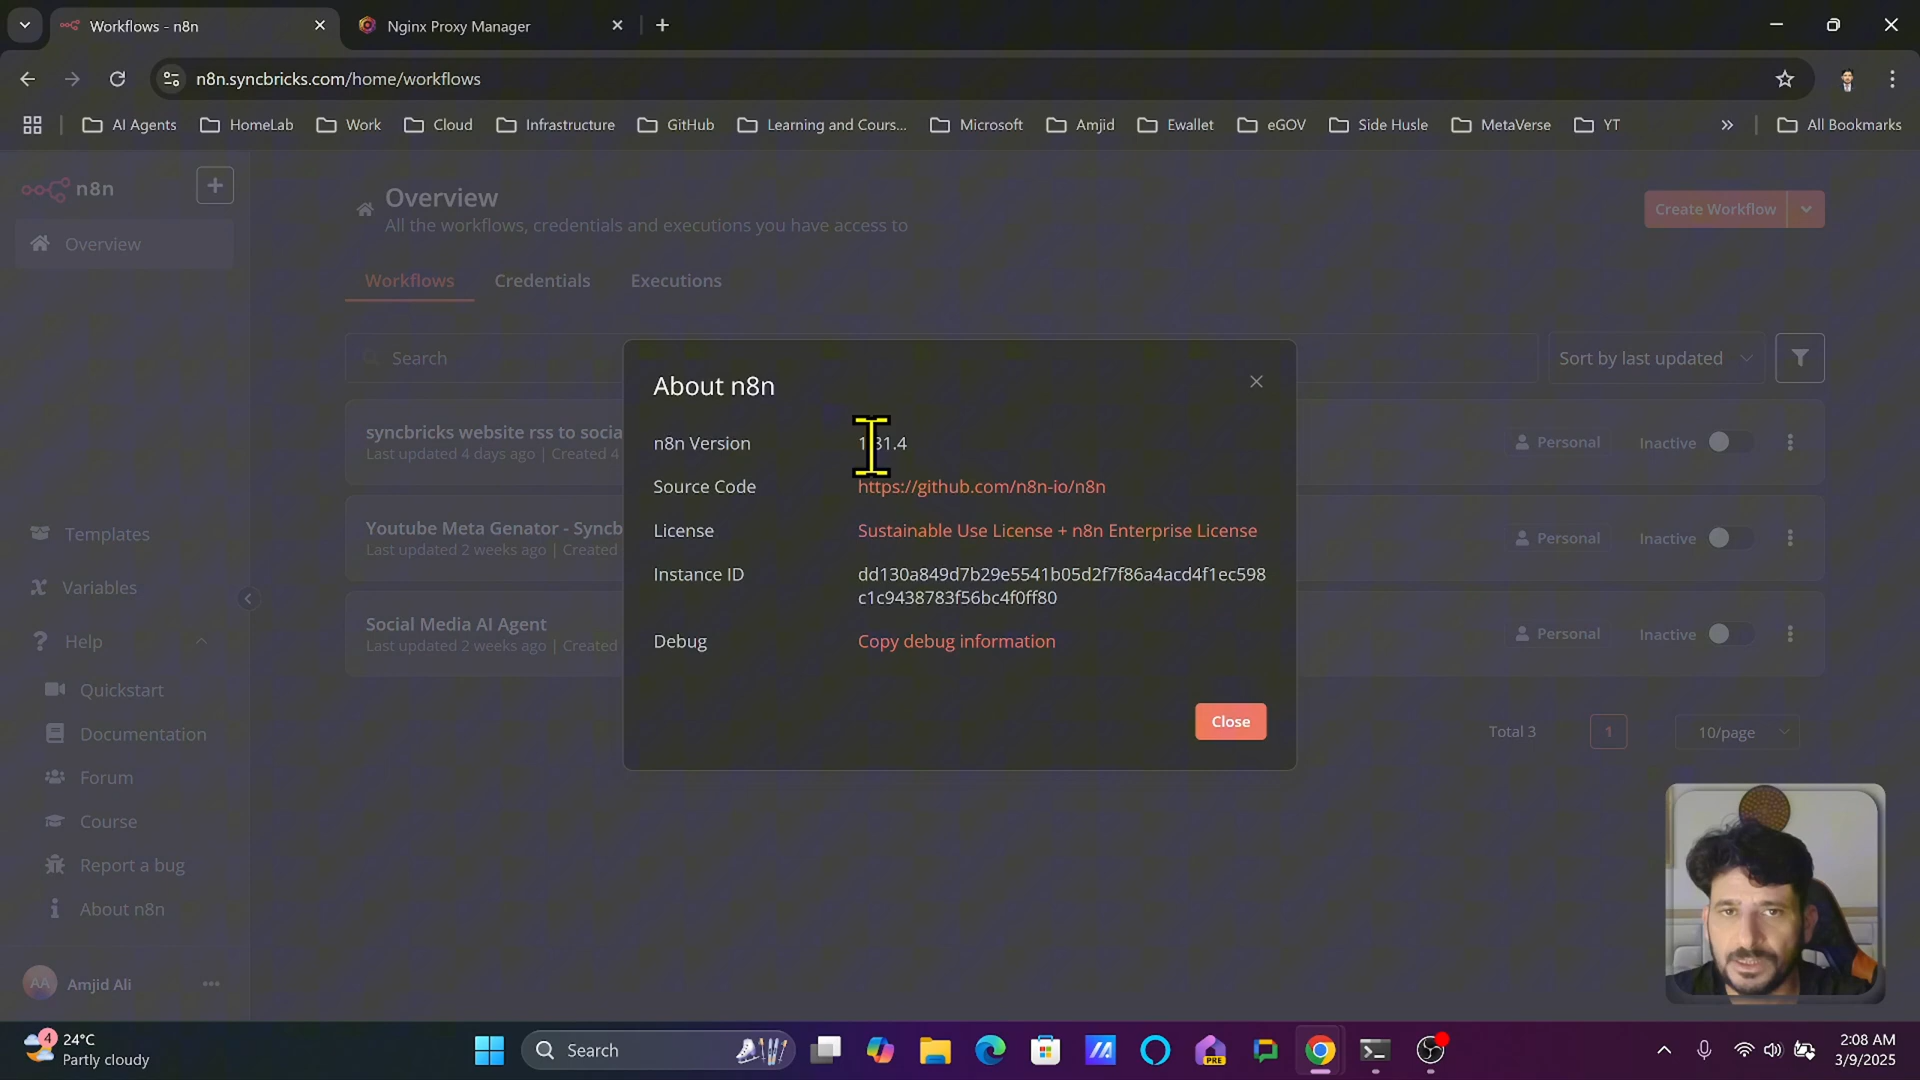 Workflows - n8n
Nginx Proxy Manager
n8n.syncbricks.com/home/workflows
AI Agents
HomeLab
Work
Cloud
Infrastructure
GitHub
Learning and Cours...
Microsoft
Amjid
Ewallet
eGOV
Side Husle
MetaVerse
YT
All Bookmarks
n8n
Overview
Templates
Variables
Help
Quickstart
Documentation
Forum
Course
Report a bug
About n8n
AA
Amjid Ali
Overview
All the workflows, credentials and executions you have access to
Create Workflow
Workflows
Credentials
Executions
Search
Sort by last updated
syncbricks website rss to socia
Last updated 4 days ago | Created 4
Personal
Inactive
Youtube Meta Genator - Syncb
Last updated 2 weeks ago | Created
Personal
Inactive
Social Media AI Agent
Last updated 2 weeks ago | Created
Personal
Inactive
Total 3
1
10/page
About n8n
n8n Version
1.81.4
Source Code
https://github.com/n8n-io/n8n
License
Sustainable Use License + n8n Enterprise License
Instance ID
dd130a849d7b29e5541b05d2f7f86a4acd4f1ec598
c1c9438783f56bc4f0ff80
Debug
Copy debug information
Close
4
24°C
Partly cloudy
Search
PRE
2:08 AM
3/9/2025